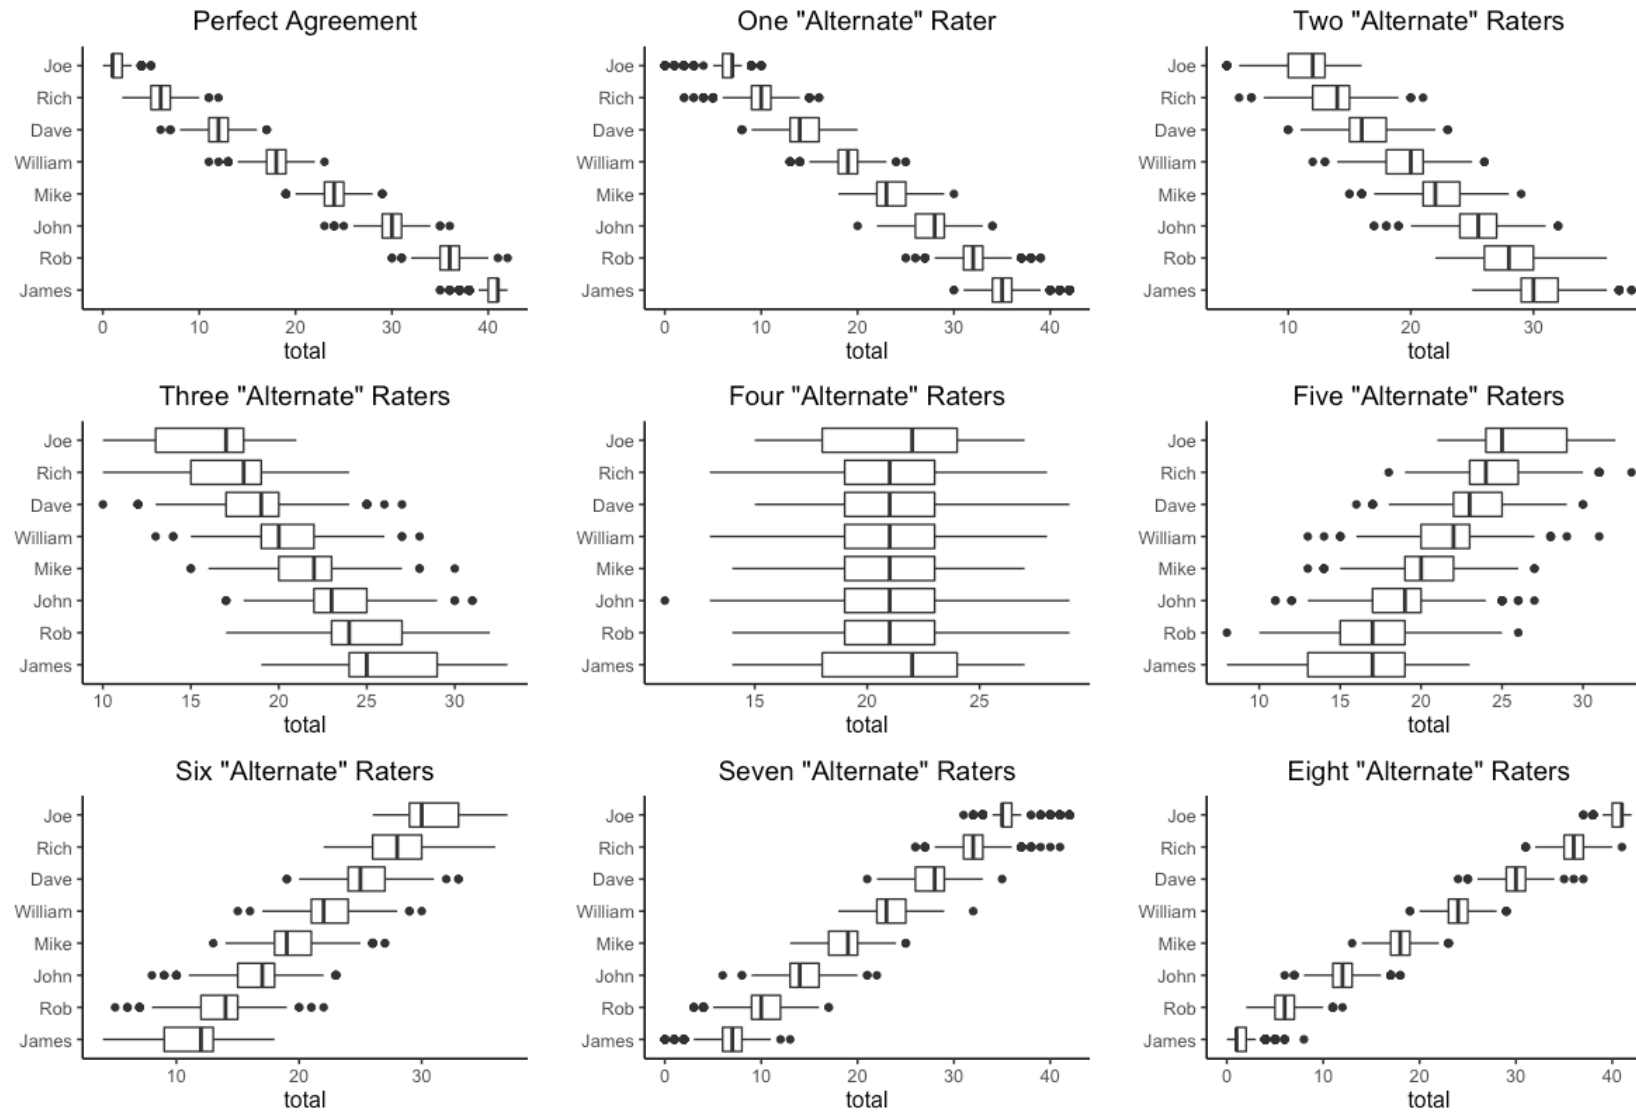 Perfect Agreement
Joe
Rich
Dave
William
Mike
John
Rob
James
0 10 20 30 40
total
One "Alternate" Rater
Joe
Rich
Dave
William
Mike
John
Rob
James
0 10 20 30 40
total
Two "Alternate" Raters
Joe
Rich
Dave
William
Mike
John
Rob
James
10 20 30
total
Three "Alternate" Raters
Joe
Rich
Dave
William
Mike
John
Rob
James
10 15 20 25 30
total
Four "Alternate" Raters
Joe
Rich
Dave
William
Mike
John
Rob
James
15 20 25
total
Five "Alternate" Raters
Joe
Rich
Dave
William
Mike
John
Rob
James
10 15 20 25 30
total
Six "Alternate" Raters
Joe
Rich
Dave
William
Mike
John
Rob
James
10 20 30
total
Seven "Alternate" Raters
Joe
Rich
Dave
William
Mike
John
Rob
James
0 10 20 30 40
total
Eight "Alternate" Raters
Joe
Rich
Dave
William
Mike
John
Rob
James
0 10 20 30 40
total